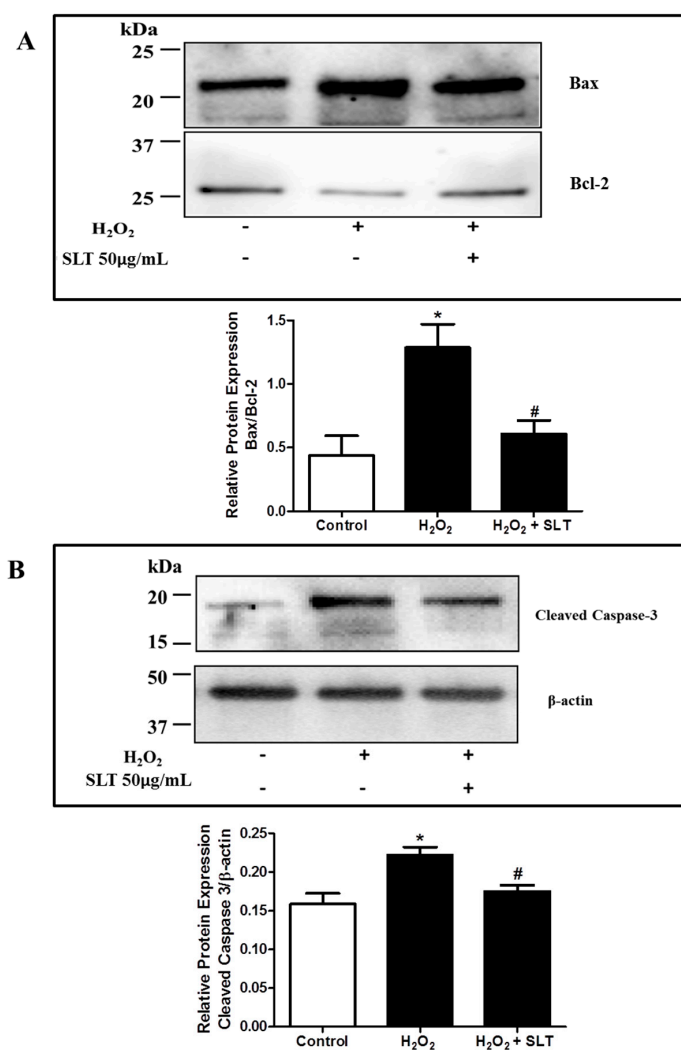 A
kDa
25
20
Bax
37
25
Bcl-2
H₂O₂ - + +
SLT 50µg/mL - - +
Relative Protein Expression
Bax/Bcl-2
1.5
1.0
0.5
0.0
*
#
Control H₂O₂ H₂O₂ + SLT
B
kDa
20
15
Cleaved Caspase-3
50
37
β-actin
H₂O₂ - + +
SLT 50µg/mL - - +
Relative Protein Expression
Cleaved Caspase 3/β-actin
0.25
0.20
0.15
0.10
0.05
0.00
*
#
Control H₂O₂ H₂O₂ + SLT